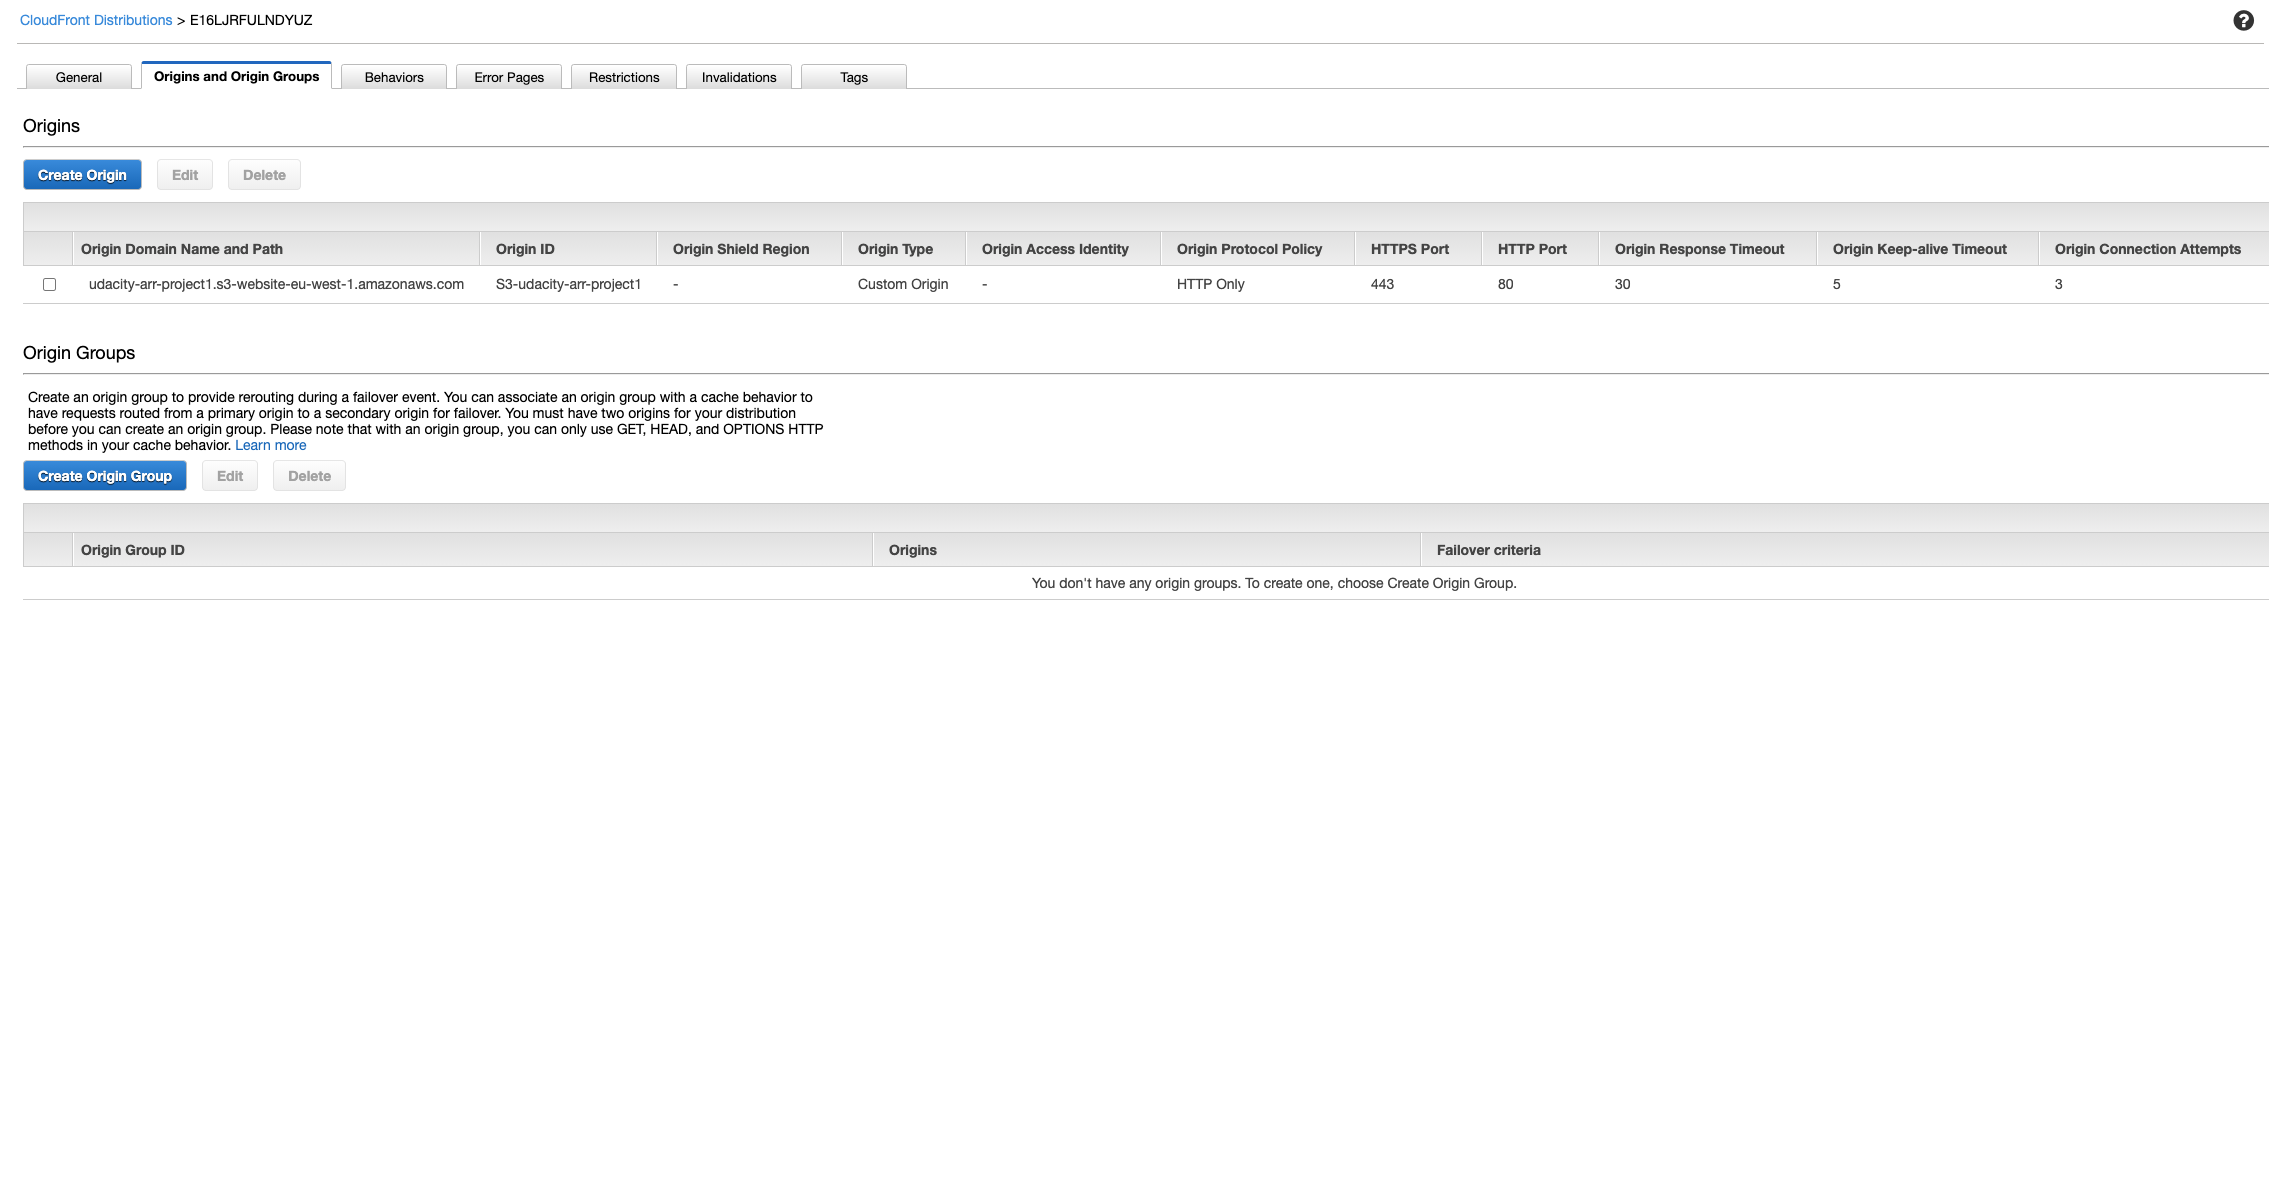 CloudFront Distributions > E16LJRFULNDYUZ
?
General Origins and Origin Groups Behaviors Error Pages Restrictions Invalidations Tags
Origins
Create Origin Edit Delete
Origin Domain Name and Path Origin ID Origin Shield Region Origin Type Origin Access Identity Origin Protocol Policy HTTPS Port HTTP Port Origin Response Timeout Origin Keep-alive Timeout Origin Connection Attempts
udacity-arr-project1.s3-website-eu-west-1.amazonaws.com S3-udacity-arr-project1 - Custom Origin - HTTP Only 443 80 30 5 3
Origin Groups
Create an origin group to provide rerouting during a failover event. You can associate an origin group with a cache behavior to
have requests routed from a primary origin to a secondary origin for failover. You must have two origins for your distribution
before you can create an origin group. Please note that with an origin group, you can only use GET, HEAD, and OPTIONS HTTP
methods in your cache behavior. Learn more
Create Origin Group Edit Delete
Origin Group ID Origins Failover criteria
You don't have any origin groups. To create one, choose Create Origin Group.